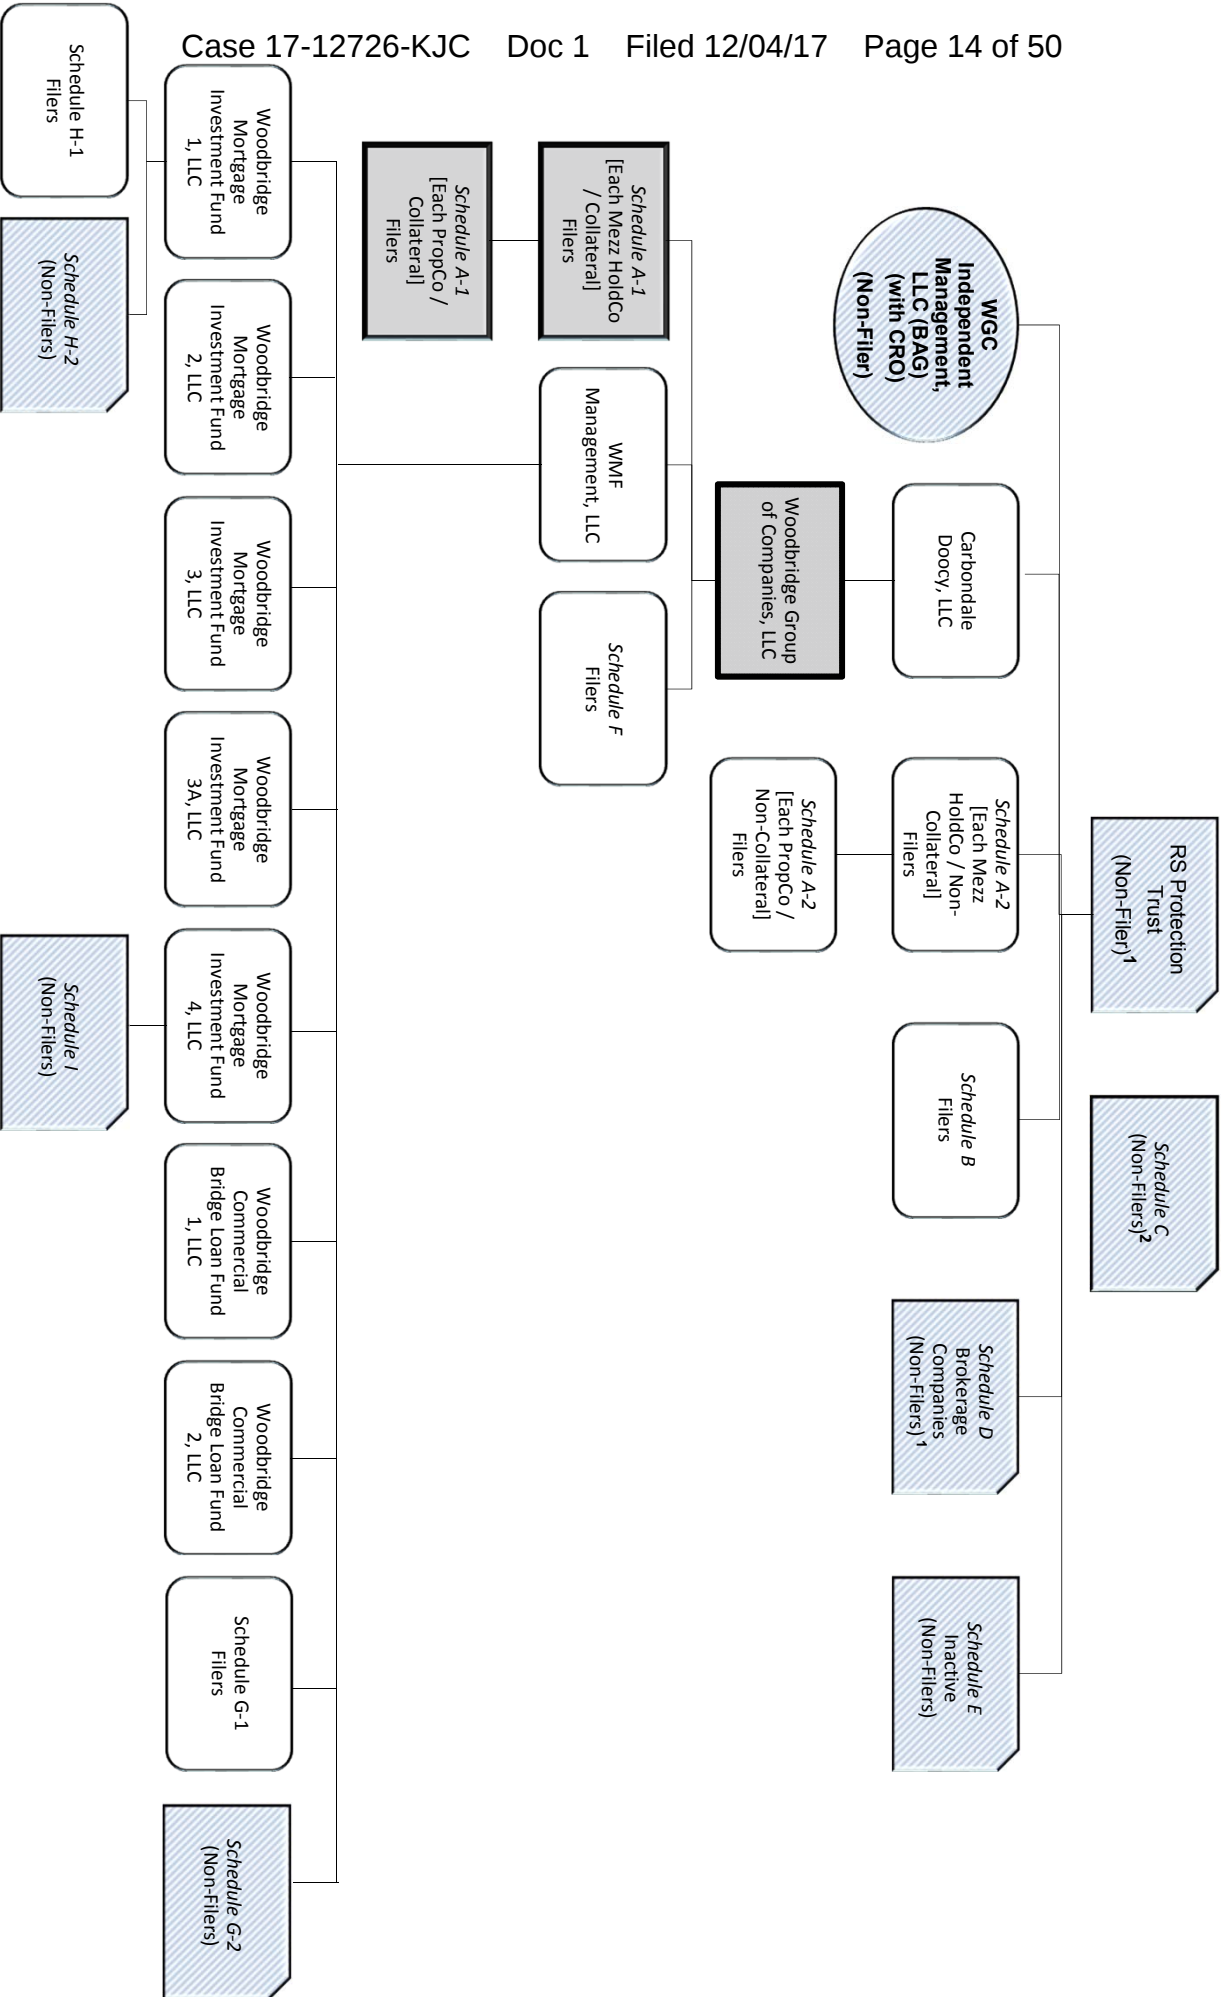 Case 17-12726-KJC Doc 1 Filed 12/04/17 Page 14 of 50
RS Protection
Trust
(Non-Filer)1
Schedule C
(Non-Filers)2
WGC
Independent
Management,
LLC (BAG)
(with CRO)
(Non-Filer)
Carbondale
Doocy, LLC
Schedule A-2
[Each Mezz
HoldCo / Non-
Collateral]
Filers
Schedule B
Filers
Schedule D
Brokerage
Companies
(Non-Filers) 1
Schedule E
Inactive
(Non-Filers)
Woodbridge Group
of Companies, LLC
Schedule A-2
[Each PropCo /
Non-Collateral]
Filers
Schedule A-1
[Each Mezz HoldCo
/ Collateral]
Filers
WMF
Management, LLC
Schedule F
Filers
Schedule A-1
[Each PropCo /
Collateral]
Filers
Woodbridge
Mortgage
Investment Fund
1, LLC
Woodbridge
Mortgage
Investment Fund
2, LLC
Woodbridge
Mortgage
Investment Fund
3, LLC
Woodbridge
Mortgage
Investment Fund
3A, LLC
Woodbridge
Mortgage
Investment Fund
4, LLC
Woodbridge
Commercial
Bridge Loan Fund
1, LLC
Woodbridge
Commercial
Bridge Loan Fund
2, LLC
Schedule G-1
Filers
Schedule G-2
(Non-Filers)
Schedule H-1
Filers
Schedule H-2
(Non-Filers)
Schedule I
(Non-Filers)